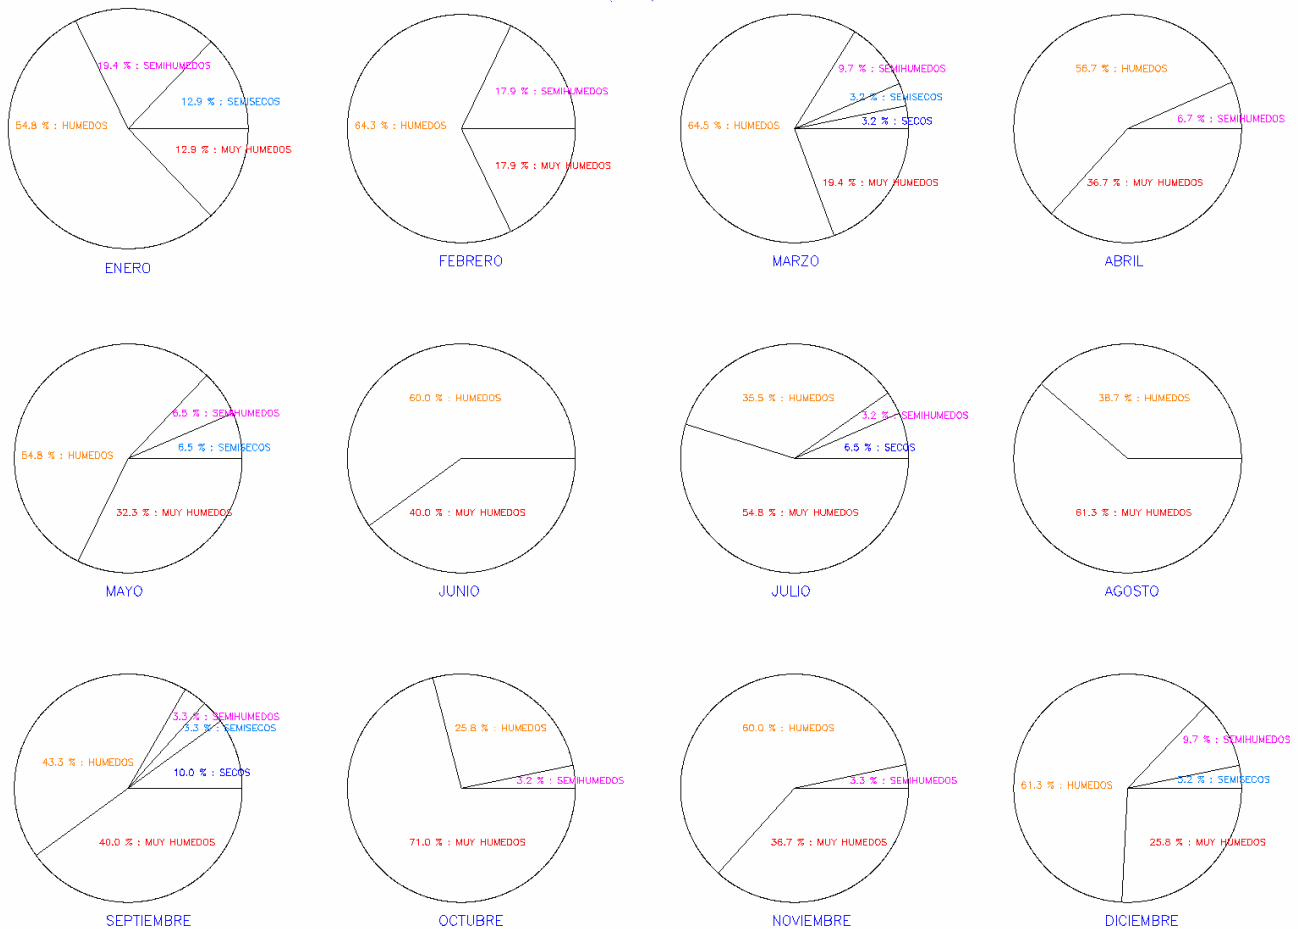 19.4 % : SEMIHUMEDOS
12.9 % : SEMISECOS
54.8 % : HUMEDOS
12.9 % : MUY HUMEDOS
ENERO
17.9 % : SEMIHUMEDOS
64.3 % : HUMEDOS
17.9 % : MUY HUMEDOS
FEBRERO
9.7 % : SEMIHUMEDOS
3.2 % : SEMISECOS
3.2 % : SECOS
64.5 % : HUMEDOS
19.4 % : MUY HUMEDOS
MARZO
56.7 % : HUMEDOS
6.7 % : SEMIHUMEDOS
36.7 % : MUY HUMEDOS
ABRIL
6.5 % : SEMIHUMEDOS
6.5 % : SEMISECOS
54.8 % : HUMEDOS
32.3 % : MUY HUMEDOS
MAYO
60.0 % : HUMEDOS
40.0 % : MUY HUMEDOS
JUNIO
35.5 % : HUMEDOS
3.2 % : SEMIHUMEDOS
6.5 % : SECOS
54.8 % : MUY HUMEDOS
JULIO
38.7 % : HUMEDOS
61.3 % : MUY HUMEDOS
AGOSTO
3.3 % : SEMIHUMEDOS
3.3 % : SEMISECOS
43.3 % : HUMEDOS
10.0 % : SECOS
40.0 % : MUY HUMEDOS
SEPTIEMBRE
25.8 % : HUMEDOS
3.2 % : SEMIHUMEDOS
71.0 % : MUY HUMEDOS
OCTUBRE
60.0 % : HUMEDOS
3.3 % : SEMIHUMEDOS
36.7 % : MUY HUMEDOS
NOVIEMBRE
9.7 % : SEMIHUMEDOS
3.2 % : SEMISECOS
61.3 % : HUMEDOS
25.8 % : MUY HUMEDOS
DICIEMBRE